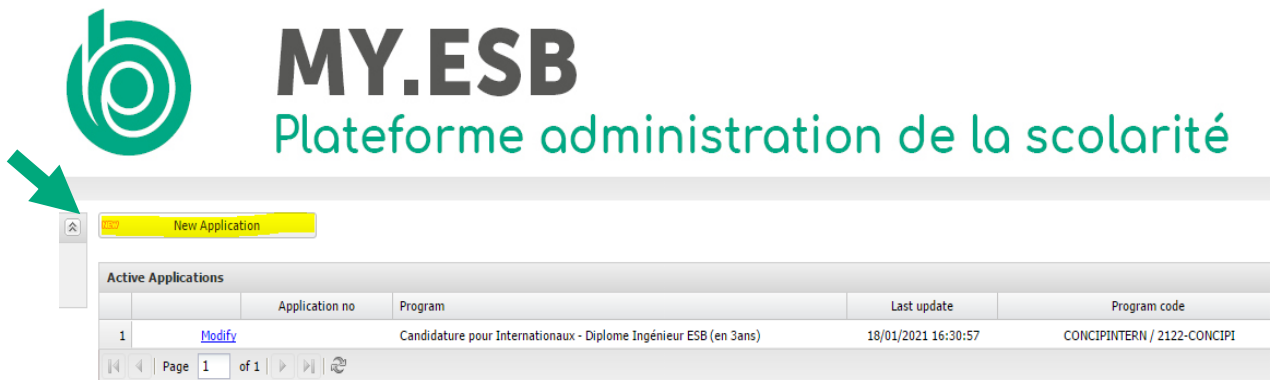 MY.ESB
Plateforme administration de la scolarité
NEW New Application
Active Applications
Application no Program Last update Program code
1 Modify Candidature pour Internationaux - Diplome Ingénieur ESB (en 3ans) 18/01/2021 16:30:57 CONCIPINTERN / 2122-CONCIPI
Page 1 of 1